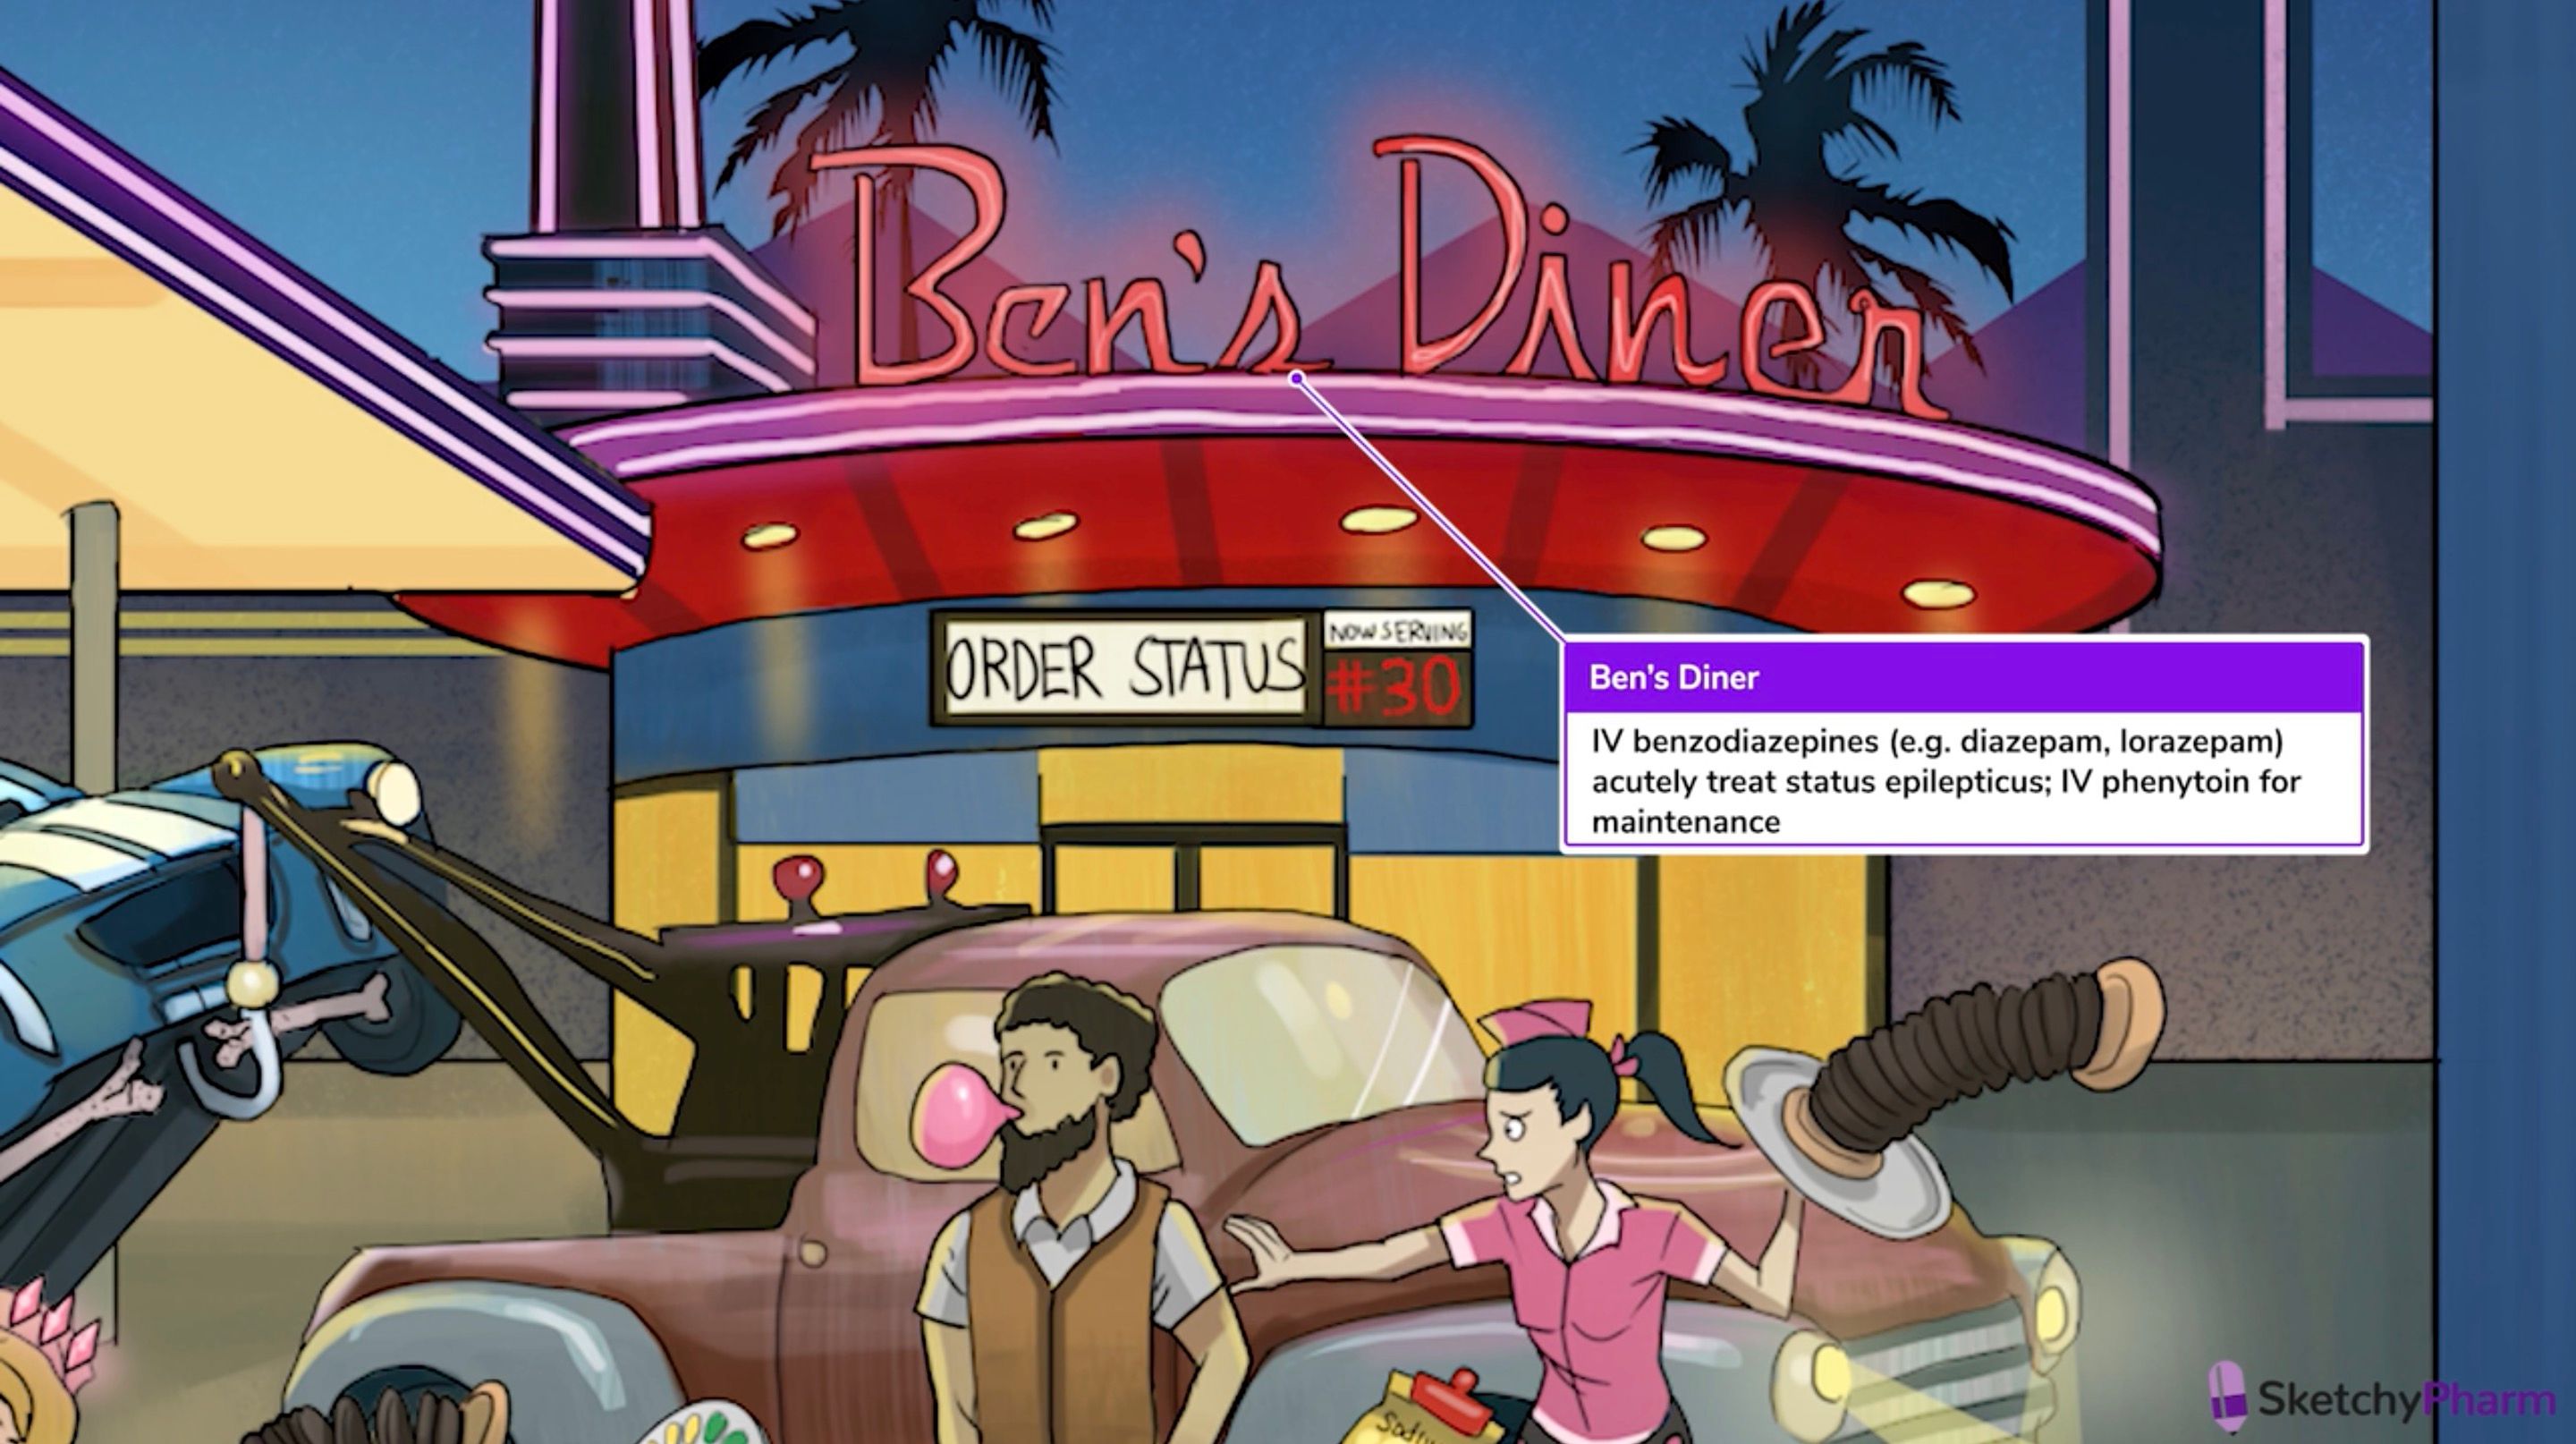 Ben's Diner
ORDER STATUS
NOW SERVING
#30
Ben's Diner
IV benzodiazepines (e.g. diazepam, lorazepam)
acutely treat status epilepticus; IV phenytoin for
maintenance
SketchyPharm